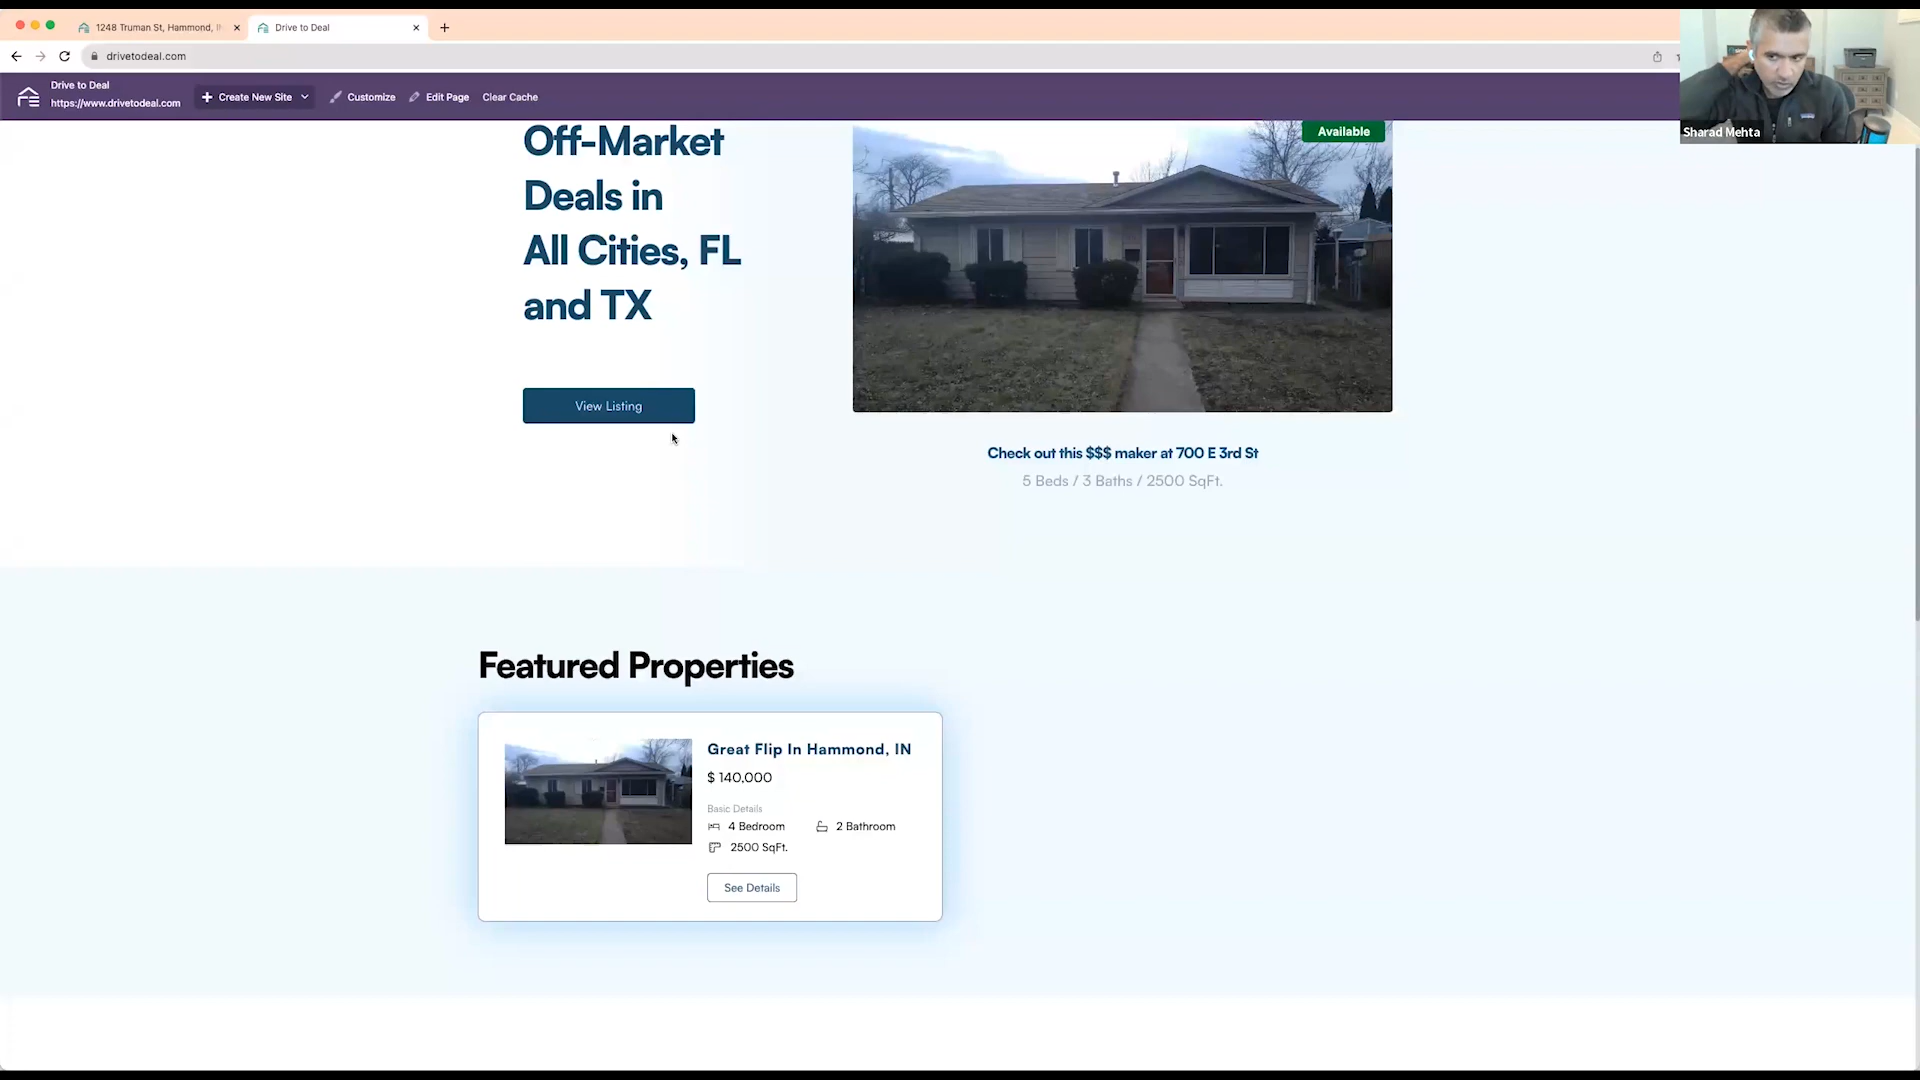 1248 Truman St, Hammond, I
Drive to Deal
drivetodeal.com
Drive to Deal
https://www.drivetodeal.com
Create New Site
Customize
Edit Page
Clear Cache
Sharad Mehta
Off-Market
Deals in
All Cities, FL
and TX
View Listing
Available
Check out this $$$ maker at 700 E 3rd St
5 Beds / 3 Baths / 2500 SqFt.
Featured Properties
Great Flip In Hammond, IN
$ 140,000
Basic Details
4 Bedroom
2 Bathroom
2500 SqFt.
See Details